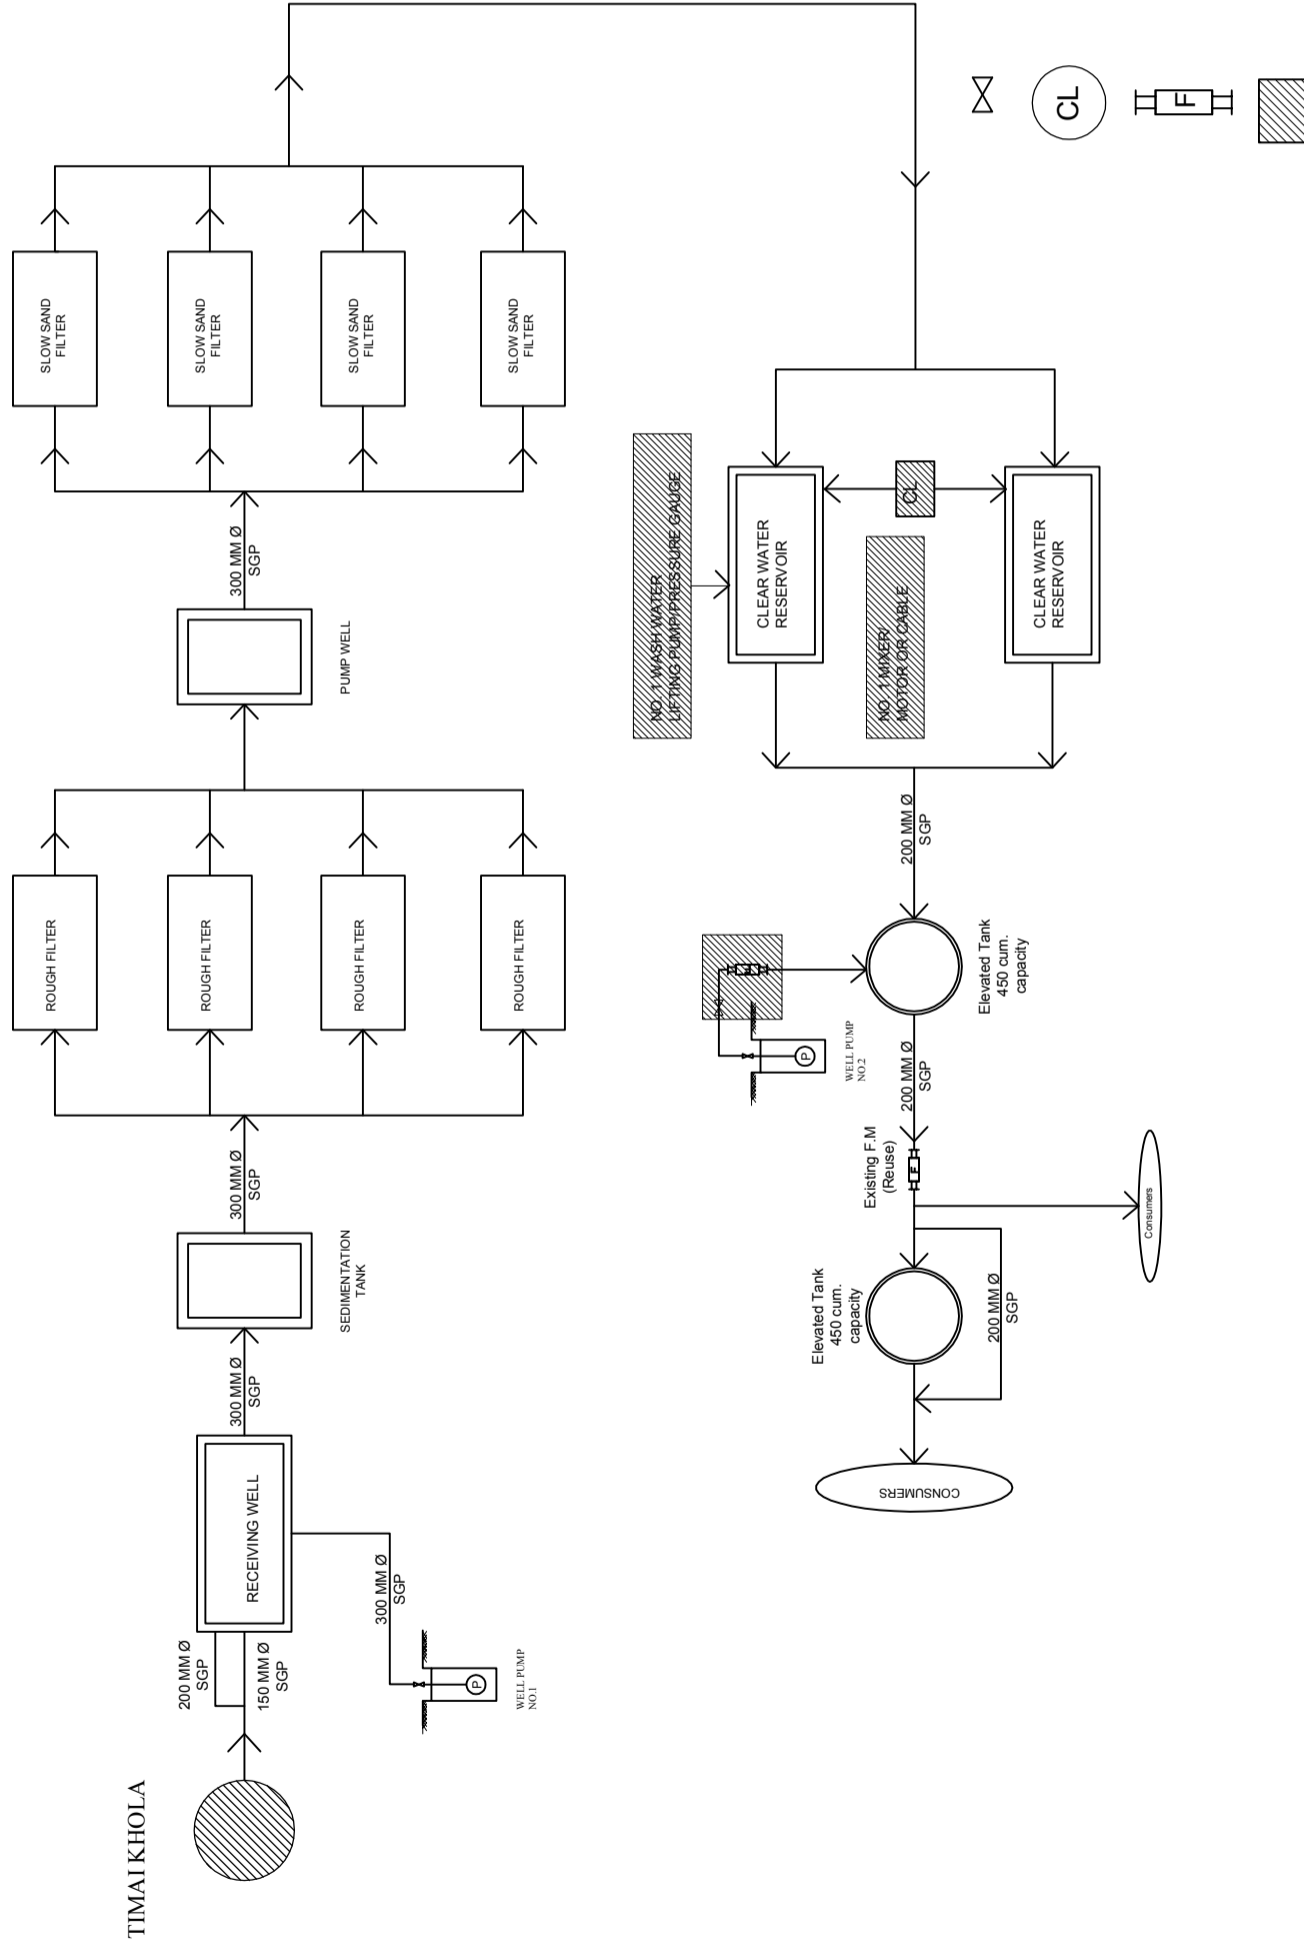 TIMAI KHOLA
200 MM Ø
SGP
150 MM Ø
SGP
RECEIVING WELL
300 MM Ø
SGP
P
WELL PUMP
NO.1
300 MM Ø
SGP
SEDIMENTATION
TANK
300 MM Ø
SGP
ROUGH FILTER
ROUGH FILTER
ROUGH FILTER
ROUGH FILTER
PUMP WELL
300 MM Ø
SGP
SLOW SAND
FILTER
SLOW SAND
FILTER
SLOW SAND
FILTER
SLOW SAND
FILTER
CONSUMERS
Elevated Tank
450 cum.
capacity
200 MM Ø
SGP
Existing F.M
(Reuse)
F
Consumers
200 MM Ø
SGP
WELL PUMP
NO.2
P
F
Elevated Tank
450 cum.
capacity
200 MM Ø
SGP
NO. 1 WASH WATER
LIFTING PUMP/PRESSURE GAUGE
NO. 1 MIXER'
MOTOR OR CABLE
CLEAR WATER
RESERVOIR
CL
CLEAR WATER
RESERVOIR
CL
F